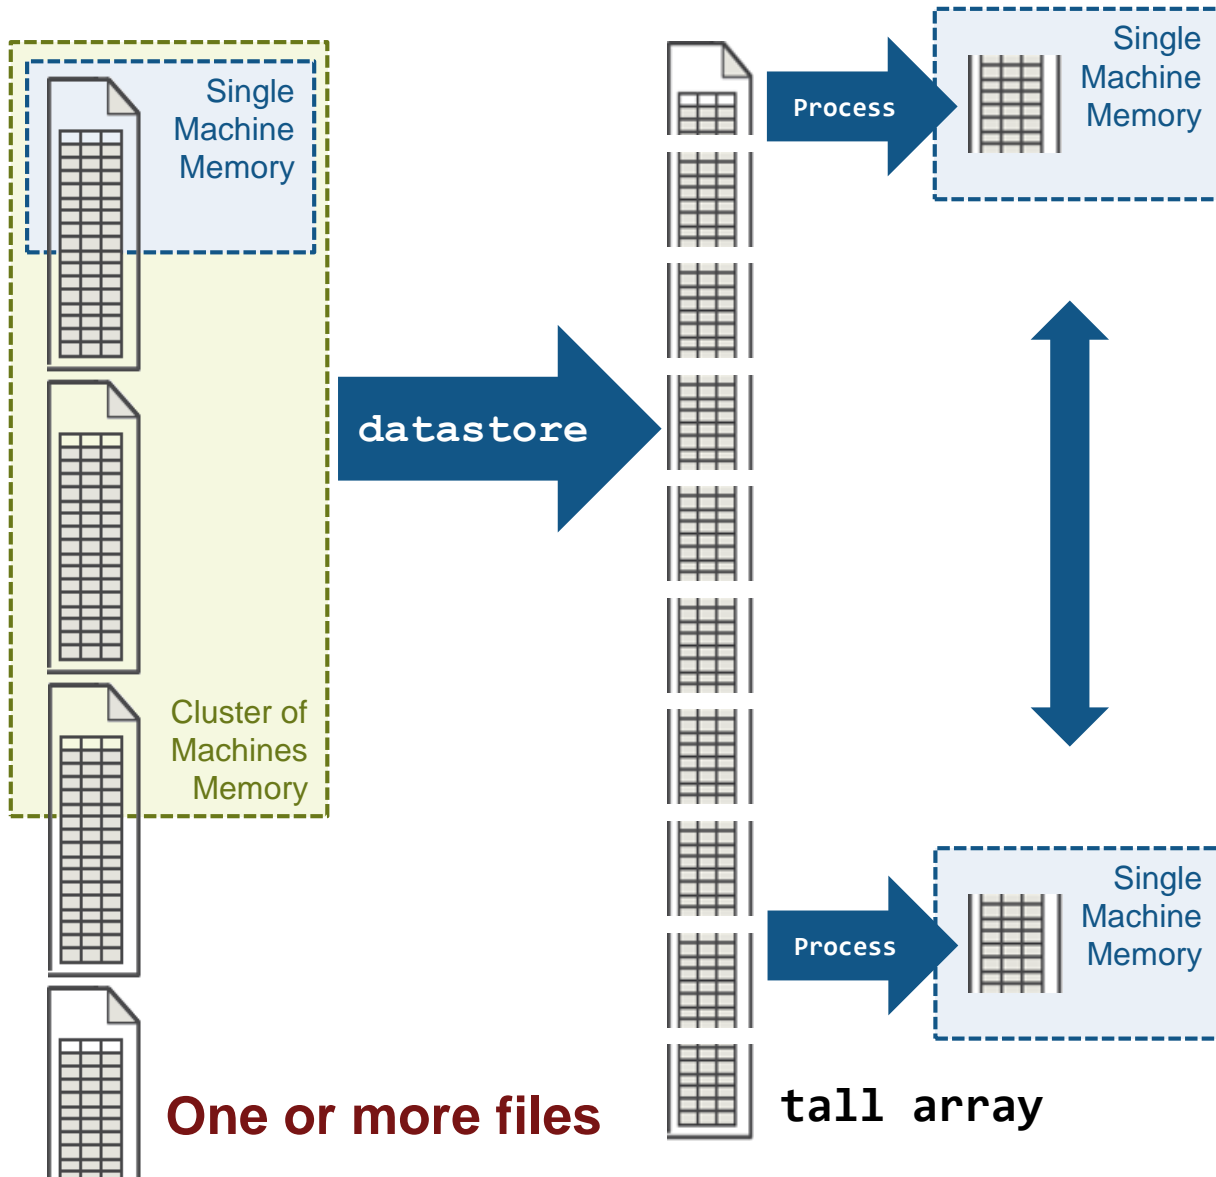 Single
Machine
Memory
Cluster of
Machines
Memory
One or more files
datastore
Process
Single
Machine
Memory
Process
Single
Machine
Memory
tall array